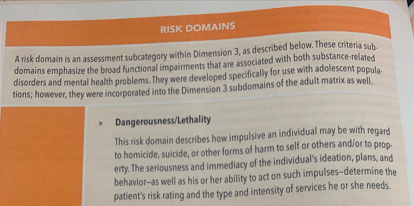 RISK DOMAINS
A risk domain is an assessment subcategory within Dimension 3, as described below. These criteria sub-
domains emphasize the broad functional impairments that are associated with both substance-related
disorders and mental health problems. They were developed specifically for use with adolescent popula-
tions; however, they were incorporated into the Dimension 3 subdomains of the adult matrix as well.
» Dangerousness/Lethality
This risk domain describes how impulsive an individual may be with regard
to homicide, suicide, or other forms of harm to self or others and/or to prop-
erty. The seriousness and immediacy of the individual's ideation, plans, and
behavior–as well as his or her ability to act on such impulses–determine the
patient's risk rating and the type and intensity of services he or she needs.